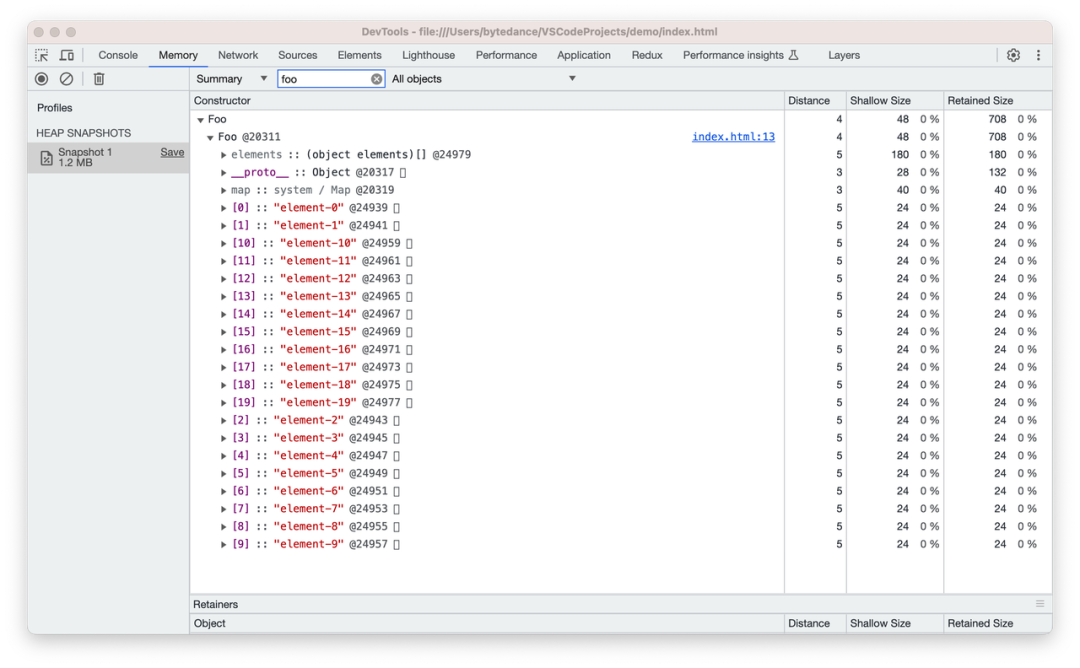 DevTools - file:///Users/bytedance/VSCodeProjects/demo/index.html
Console Memory Network Sources Elements Lighthouse Performance Application Redux Performance insights Layers
Summary foo All objects
Profiles
HEAP SNAPSHOTS
Snapshot 1 Save
1.2 MB
Constructor Distance Shallow Size Retained Size
Foo 4 48 0 % 708 0 %
Foo @20311 index.html:13 4 48 0 % 708 0 %
elements :: (object elements)[] @24979 5 180 0 % 180 0 %
__proto__ :: Object @20317 3 28 0 % 132 0 %
map :: system / Map @20319 3 40 0 % 40 0 %
[0] :: "element-0" @24939 5 24 0 % 24 0 %
[1] :: "element-1" @24941 5 24 0 % 24 0 %
[10] :: "element-10" @24959 5 24 0 % 24 0 %
[11] :: "element-11" @24961 5 24 0 % 24 0 %
[12] :: "element-12" @24963 5 24 0 % 24 0 %
[13] :: "element-13" @24965 5 24 0 % 24 0 %
[14] :: "element-14" @24967 5 24 0 % 24 0 %
[15] :: "element-15" @24969 5 24 0 % 24 0 %
[16] :: "element-16" @24971 5 24 0 % 24 0 %
[17] :: "element-17" @24973 5 24 0 % 24 0 %
[18] :: "element-18" @24975 5 24 0 % 24 0 %
[19] :: "element-19" @24977 5 24 0 % 24 0 %
[2] :: "element-2" @24943 5 24 0 % 24 0 %
[3] :: "element-3" @24945 5 24 0 % 24 0 %
[4] :: "element-4" @24947 5 24 0 % 24 0 %
[5] :: "element-5" @24949 5 24 0 % 24 0 %
[6] :: "element-6" @24951 5 24 0 % 24 0 %
[7] :: "element-7" @24953 5 24 0 % 24 0 %
[8] :: "element-8" @24955 5 24 0 % 24 0 %
[9] :: "element-9" @24957 5 24 0 % 24 0 %
Retainers
Object Distance Shallow Size Retained Size